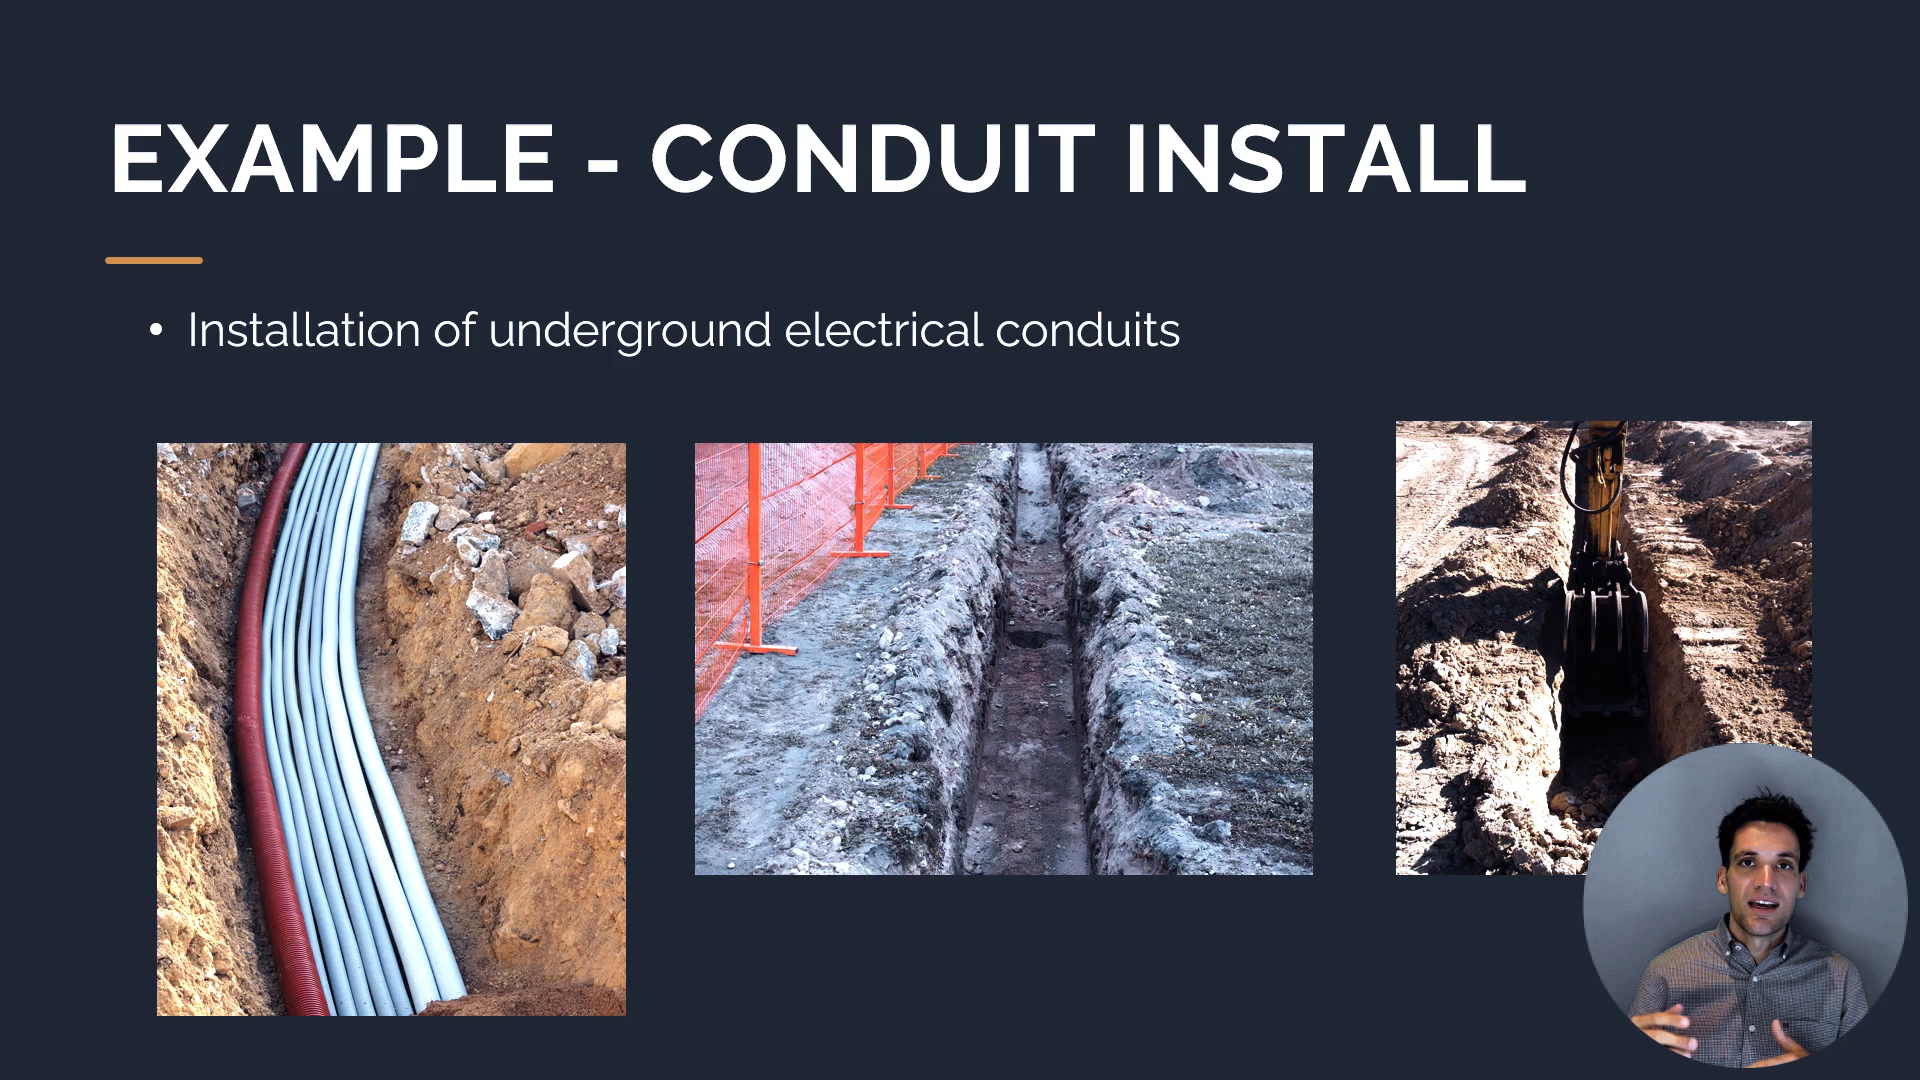 EXAMPLE - CONDUIT INSTALL
• Installation of underground electrical conduits